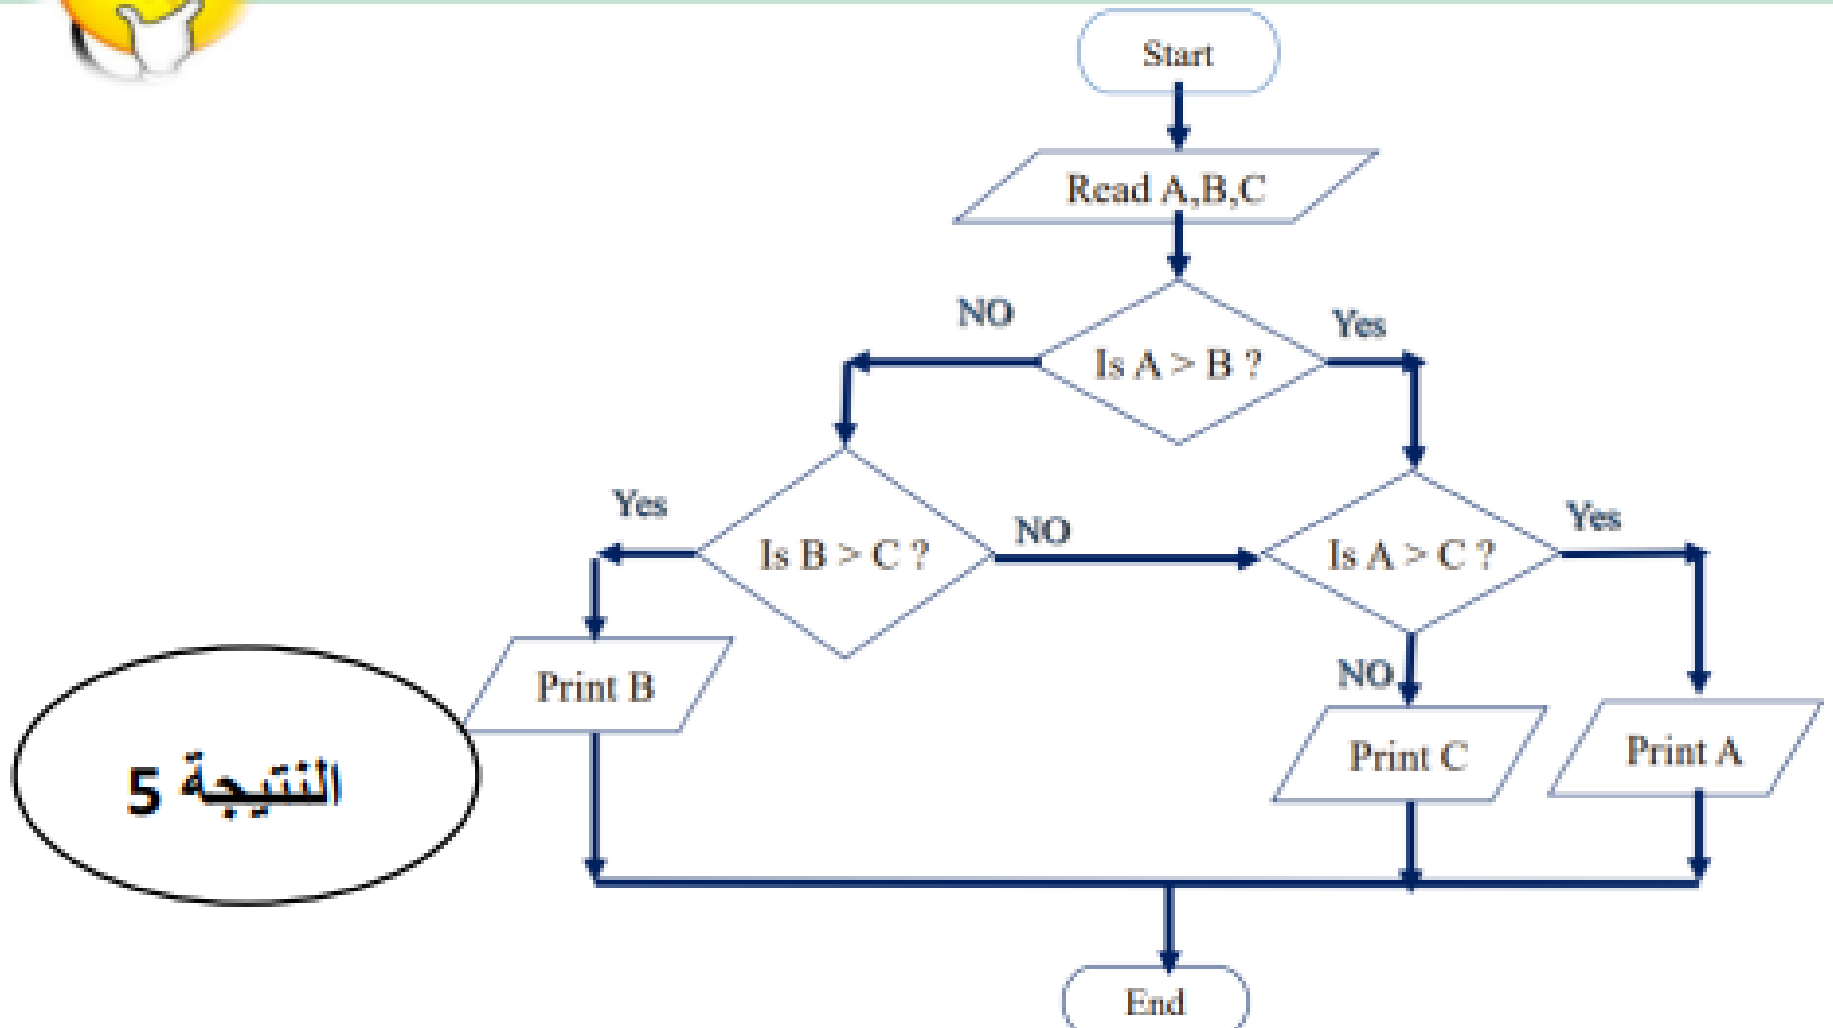 Start
Read A,B,C
NO
Yes
Is A > B ?
Yes
Is B > C ?
NO
Is A > C ?
Yes
Print B
NO
Print C
Print A
النتيجة 5
End